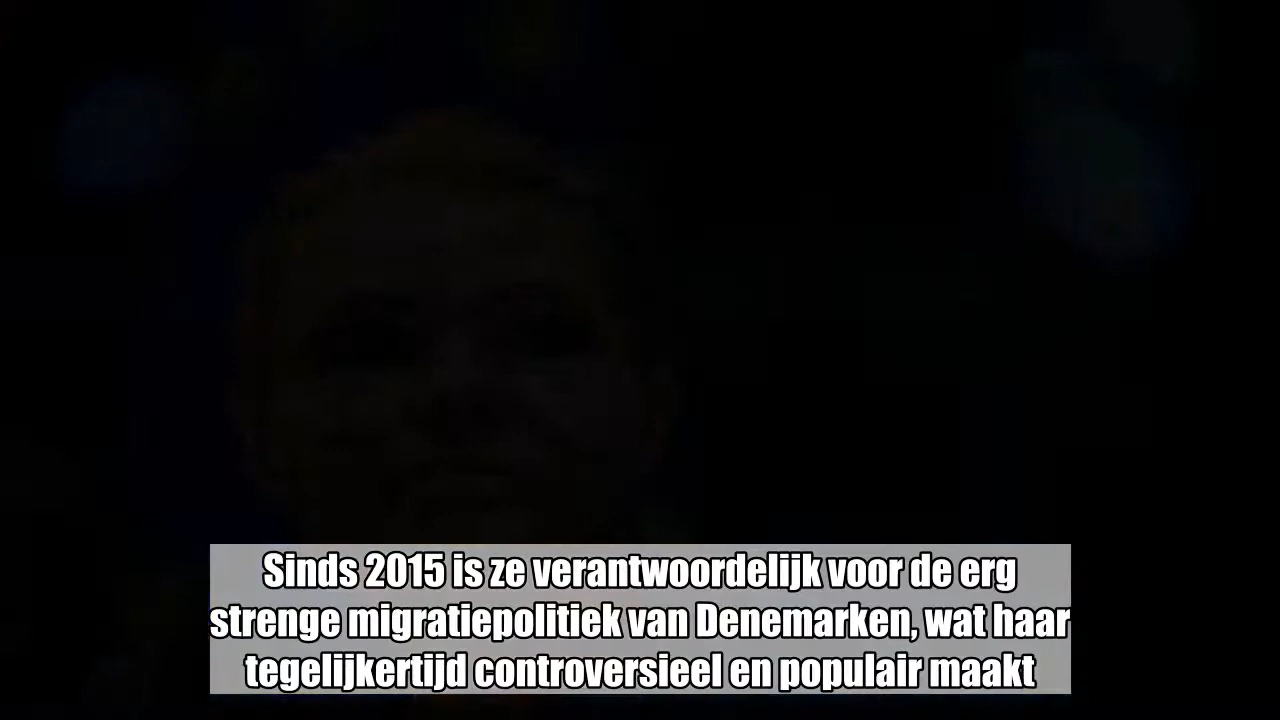 Sinds 2015 is ze verantwoordelijk voor de erg
strenge migratiepolitiek van Denemarken, wat haar
tegelijkertijd controversieel en populair maakt